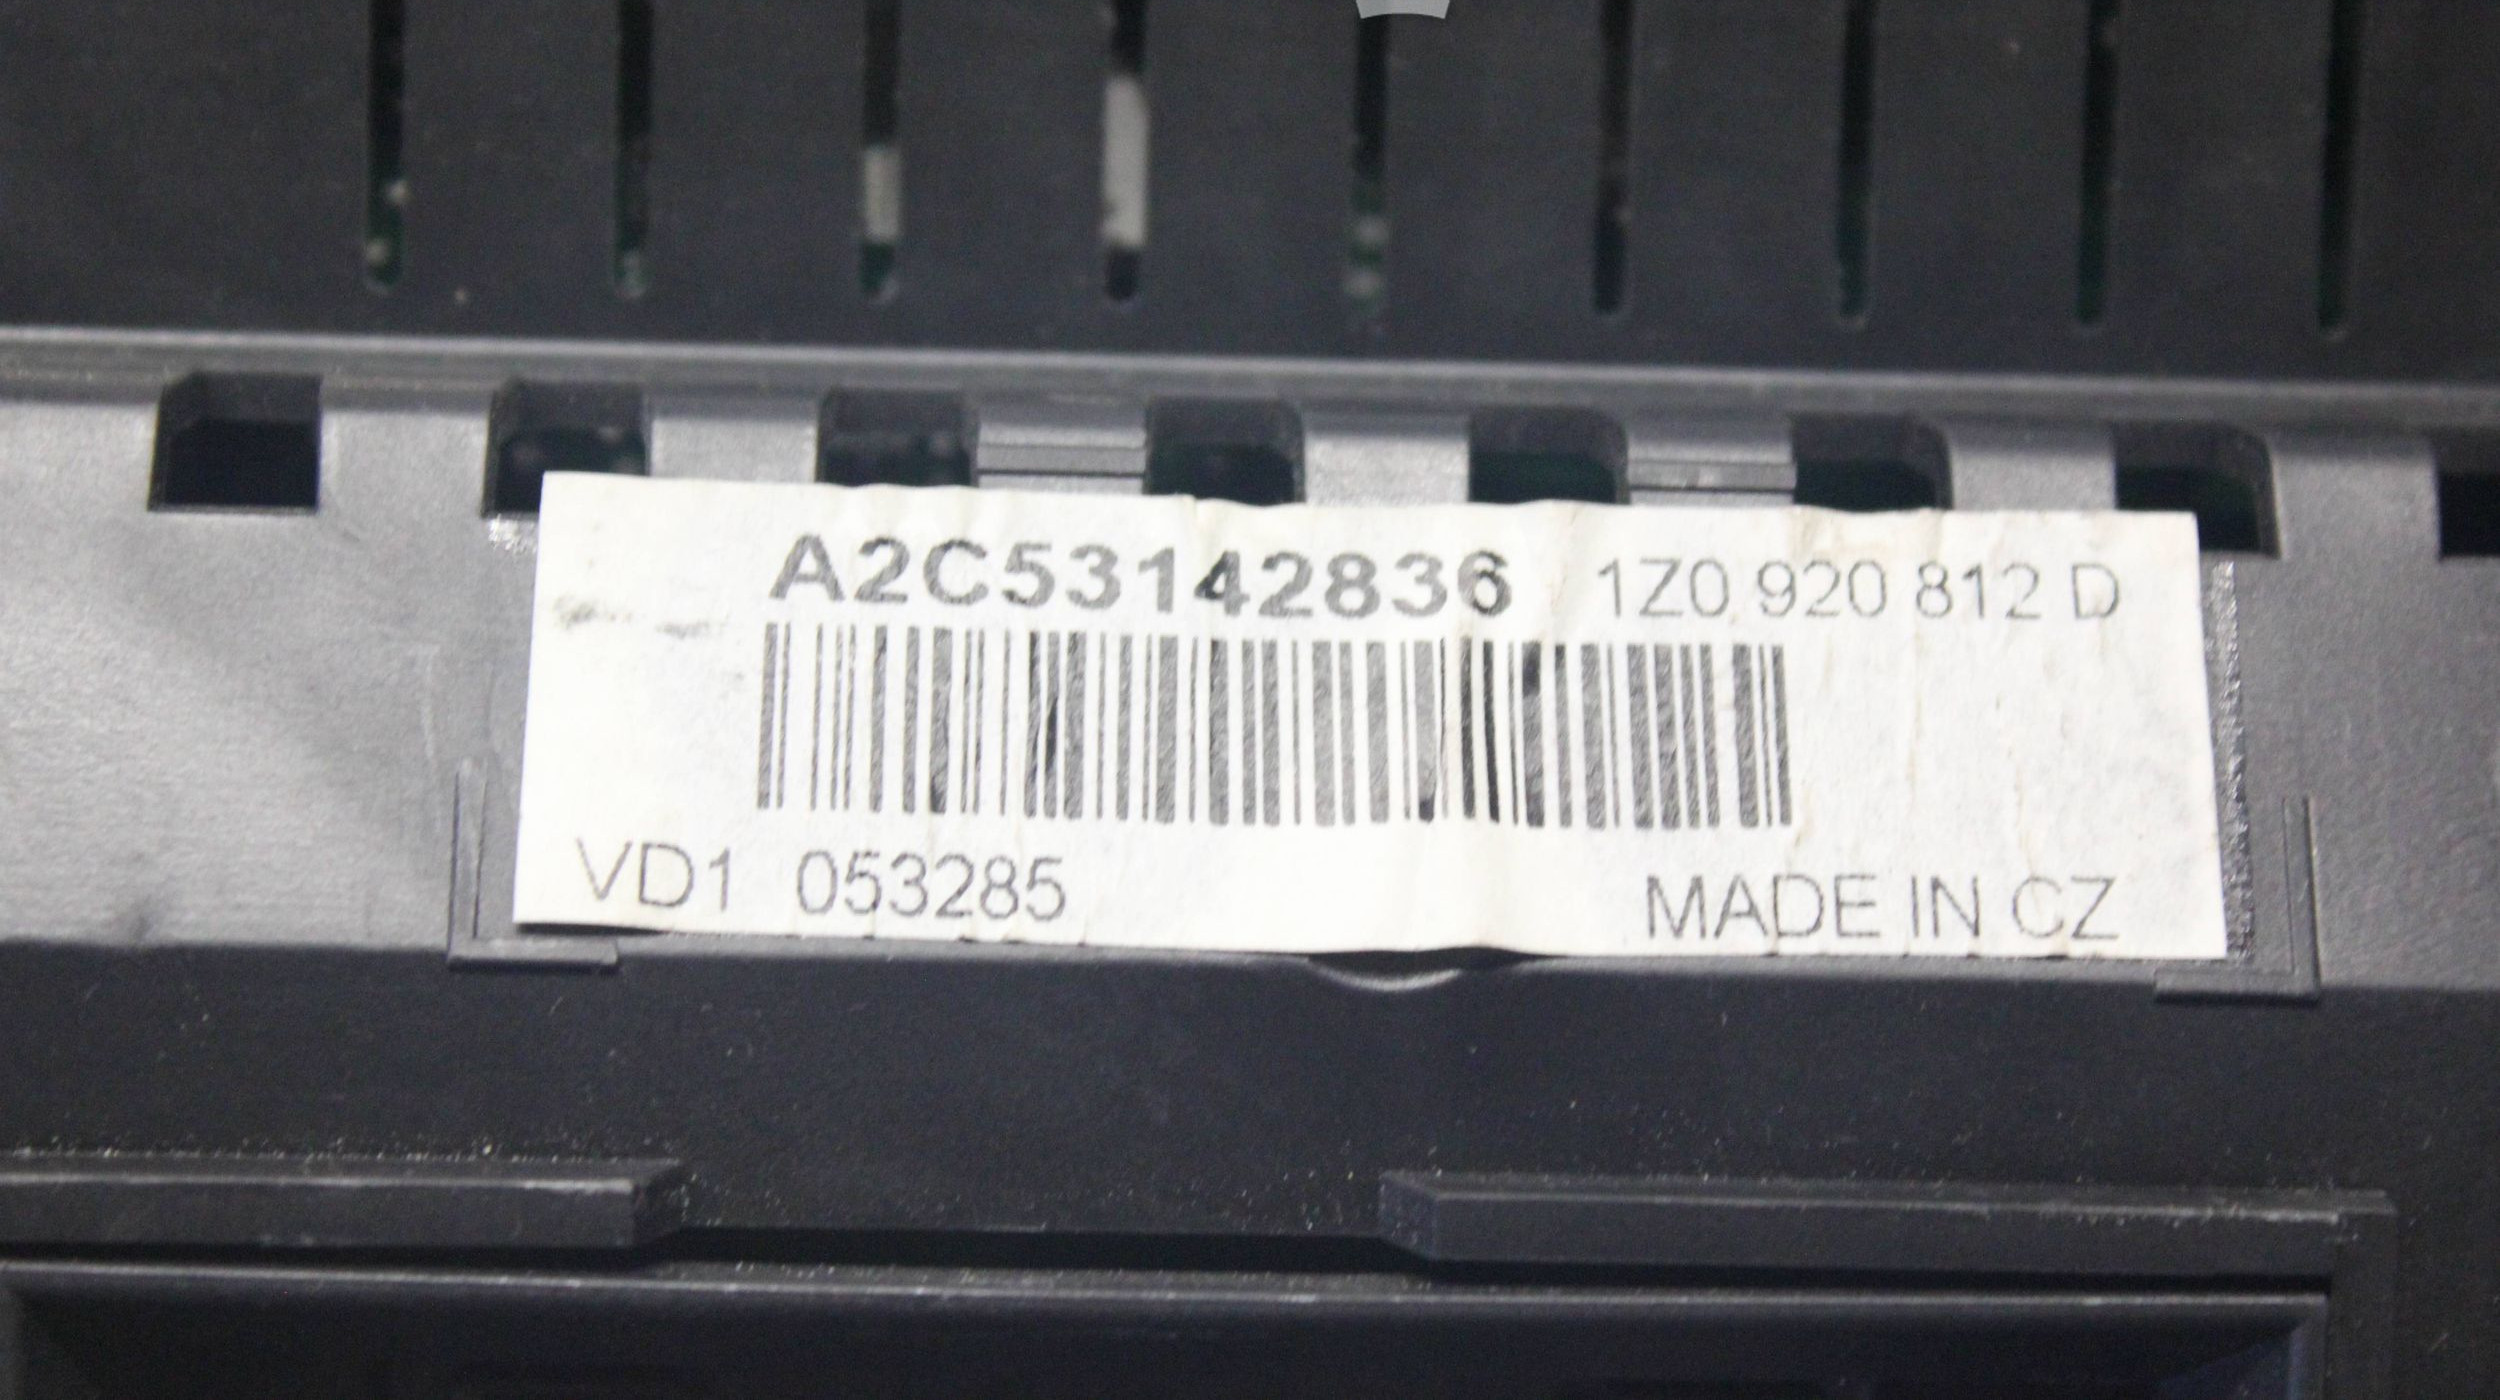 A2C53142836 1Z0 920 812 D
VD1 053285 MADE IN CZ